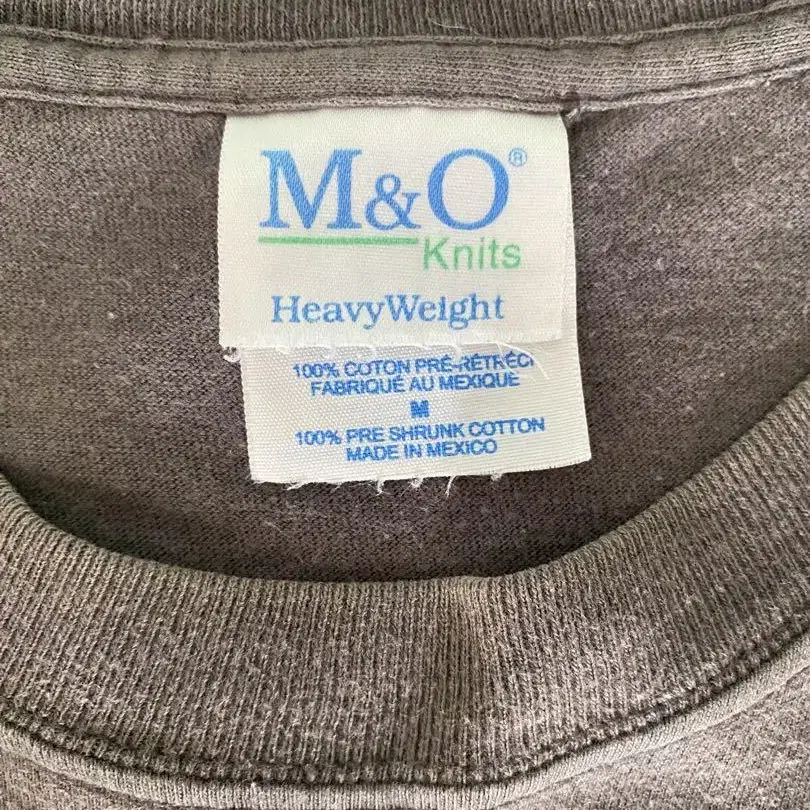 M&O®
Knits
HeavyWeight
100% COTON PRÉ-RÉTRÉCI
FABRIQUÉ AU MEXIQUE
M
100% PRE SHRUNK COTTON
MADE IN MEXICO